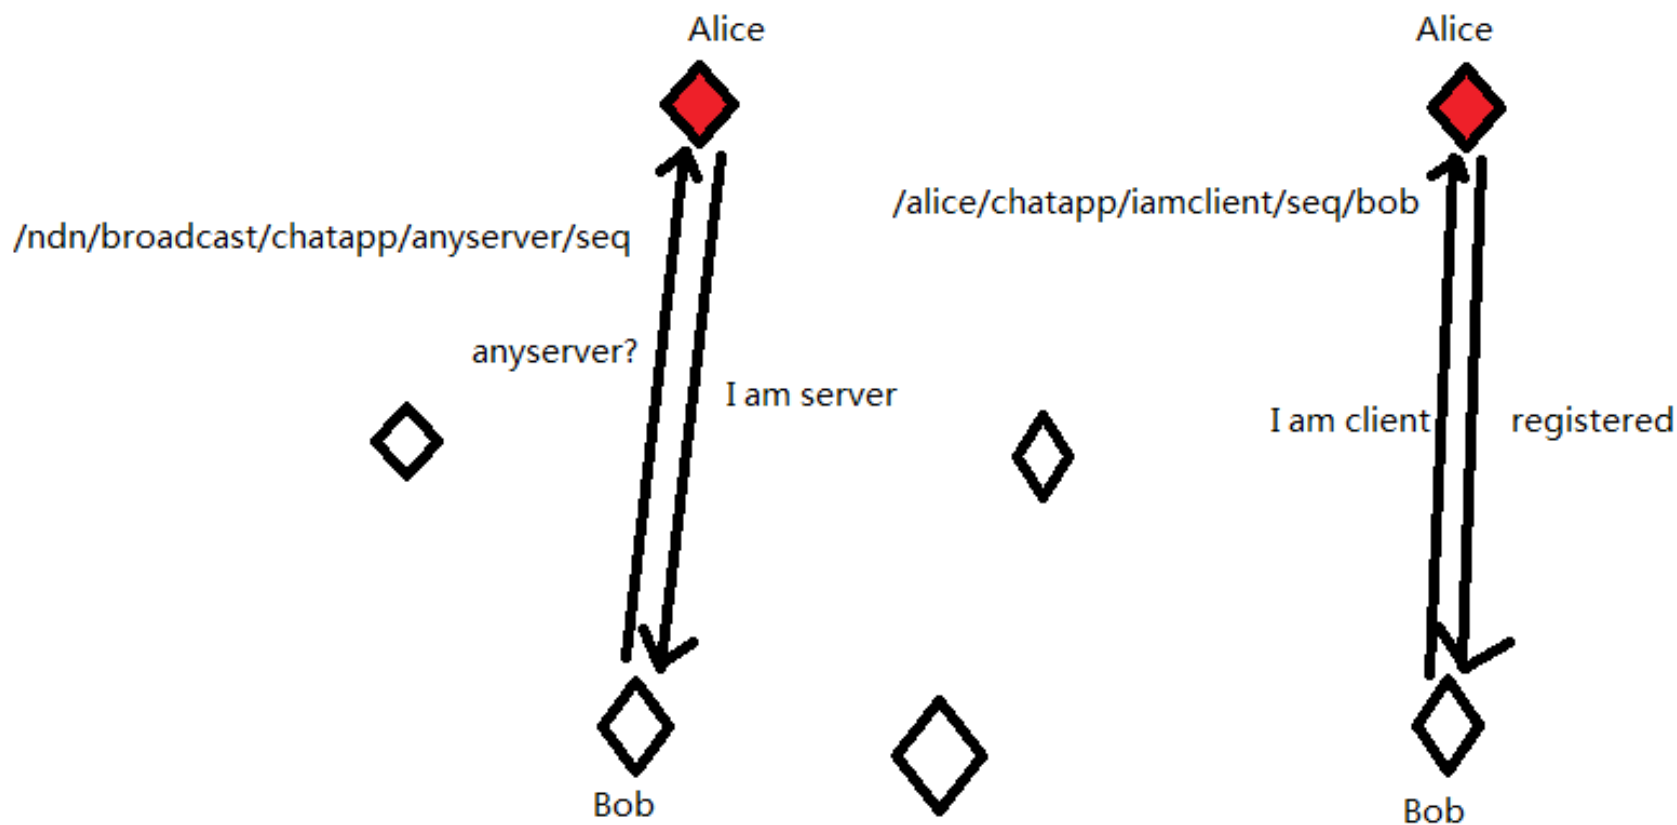 Alice
/ndn/broadcast/chatapp/anyserver/seq
anyserver?
I am server
Bob
Alice
/alice/chatapp/iamclient/seq/bob
I am client
registered
Bob